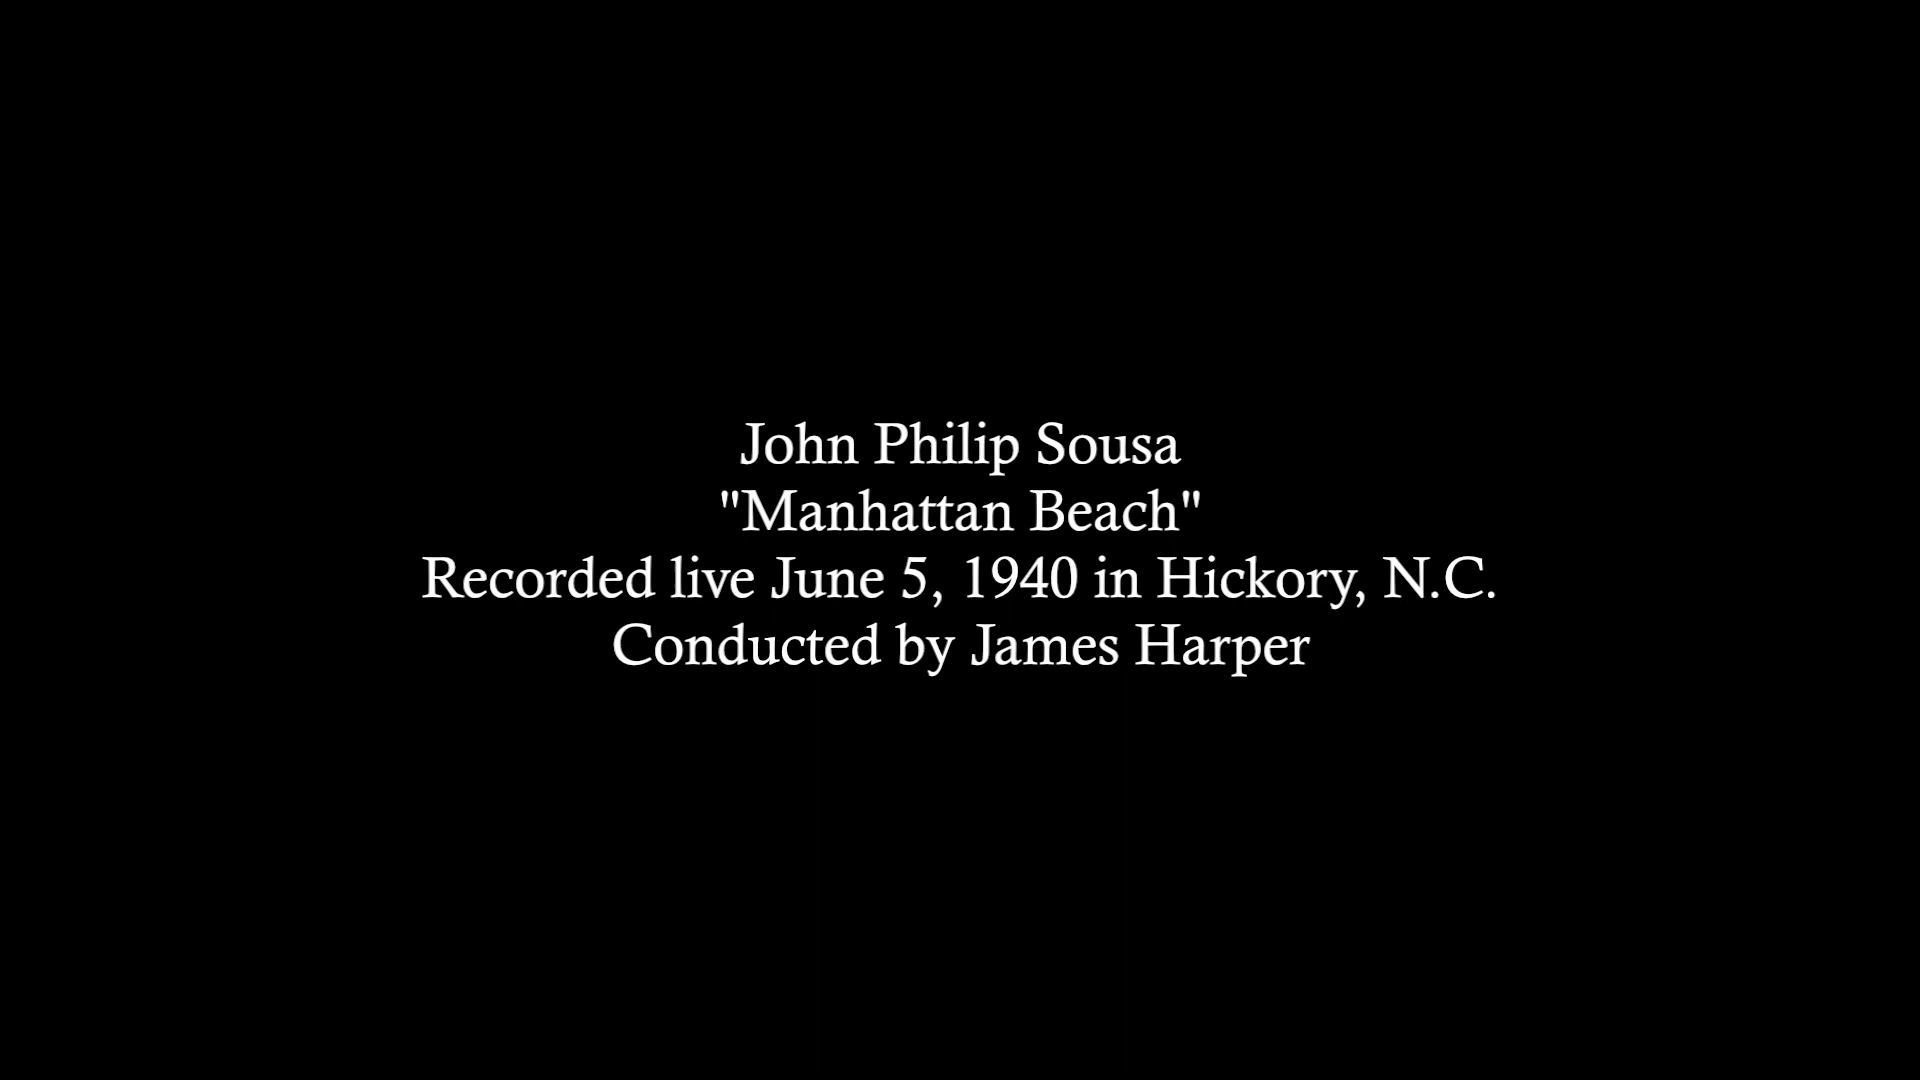 John Philip Sousa
"Manhattan Beach"
Recorded live June 5, 1940 in Hickory, N.C.
Conducted by James Harper